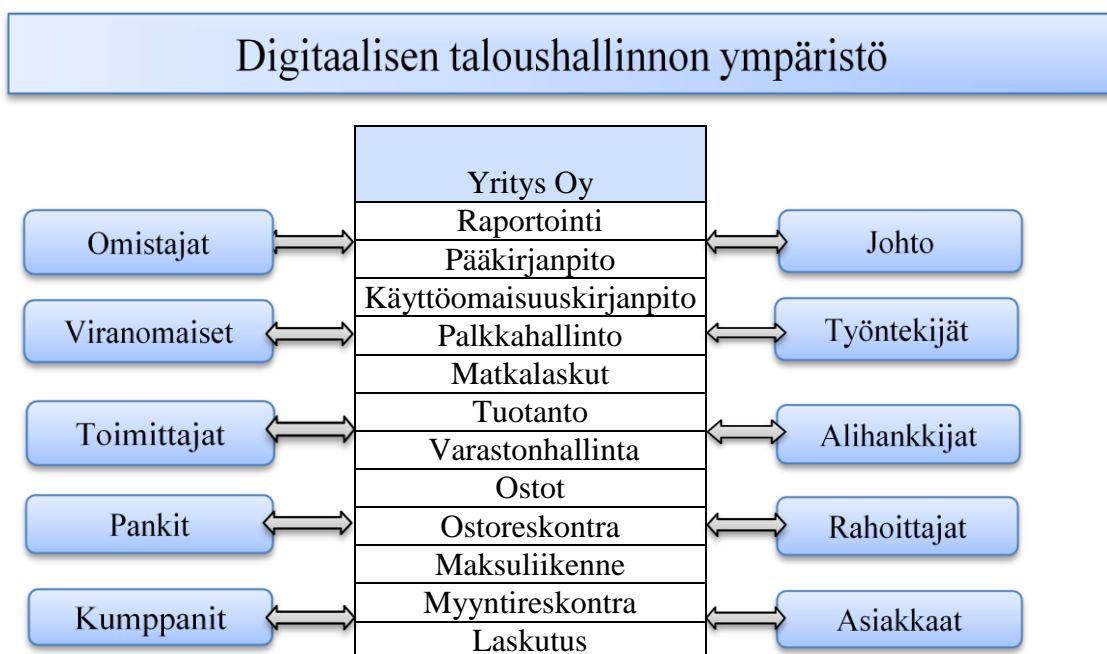 Digitaalisen taloushallinnon ympäristö
Yritys Oy
Raportointi
Pääkirjanpito
Käyttöomaisuuskirjanpito
Palkkahallinto
Matkalaskut
Tuotanto
Varastonhallinta
Ostot
Ostoreskontra
Maksuliikenne
Myyntireskontra
Laskutus
Omistajat
Viranomaiset
Toimittajat
Pankit
Kumppanit
Johto
Työntekijät
Alihankkijat
Rahoittajat
Asiakkaat